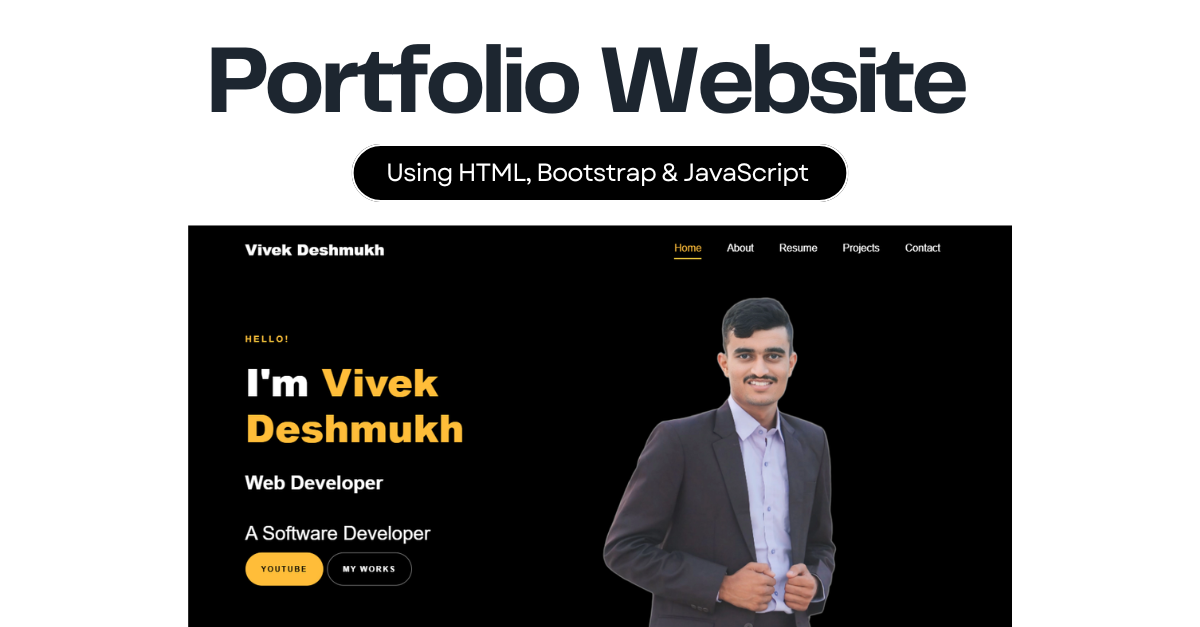 Portfolio Website
Using HTML, Bootstrap & JavaScript
Vivek Deshmukh
Home About Resume Projects Contact
HELLO!
I'm Vivek
Deshmukh
Web Developer
A Software Developer
YOUTUBE MY WORKS